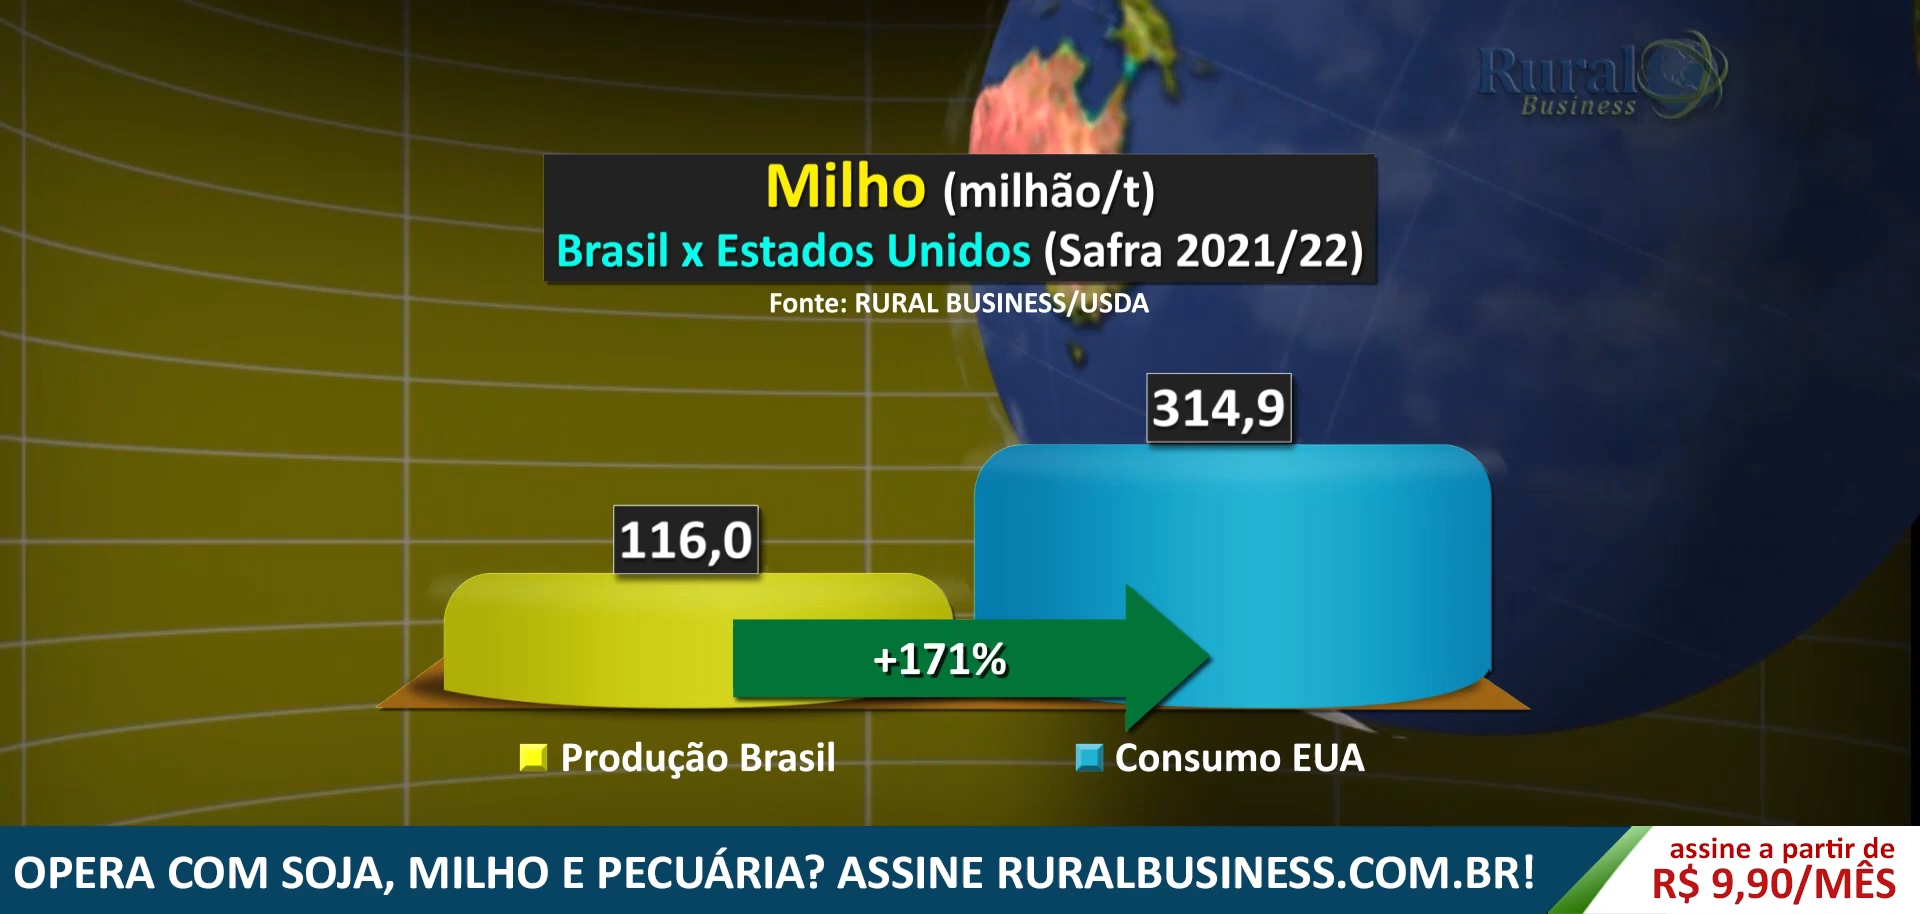 Rural
Business
Milho (milhão/t)
Brasil x Estados Unidos (Safra 2021/22)
Fonte: RURAL BUSINESS/USDA
314,9
116,0
+171%
Produção Brasil
Consumo EUA
OPERA COM SOJA, MILHO E PECUÁRIA? ASSINE RURALBUSINESS.COM.BR!
assine a partir de
R$ 9,90/MÊS